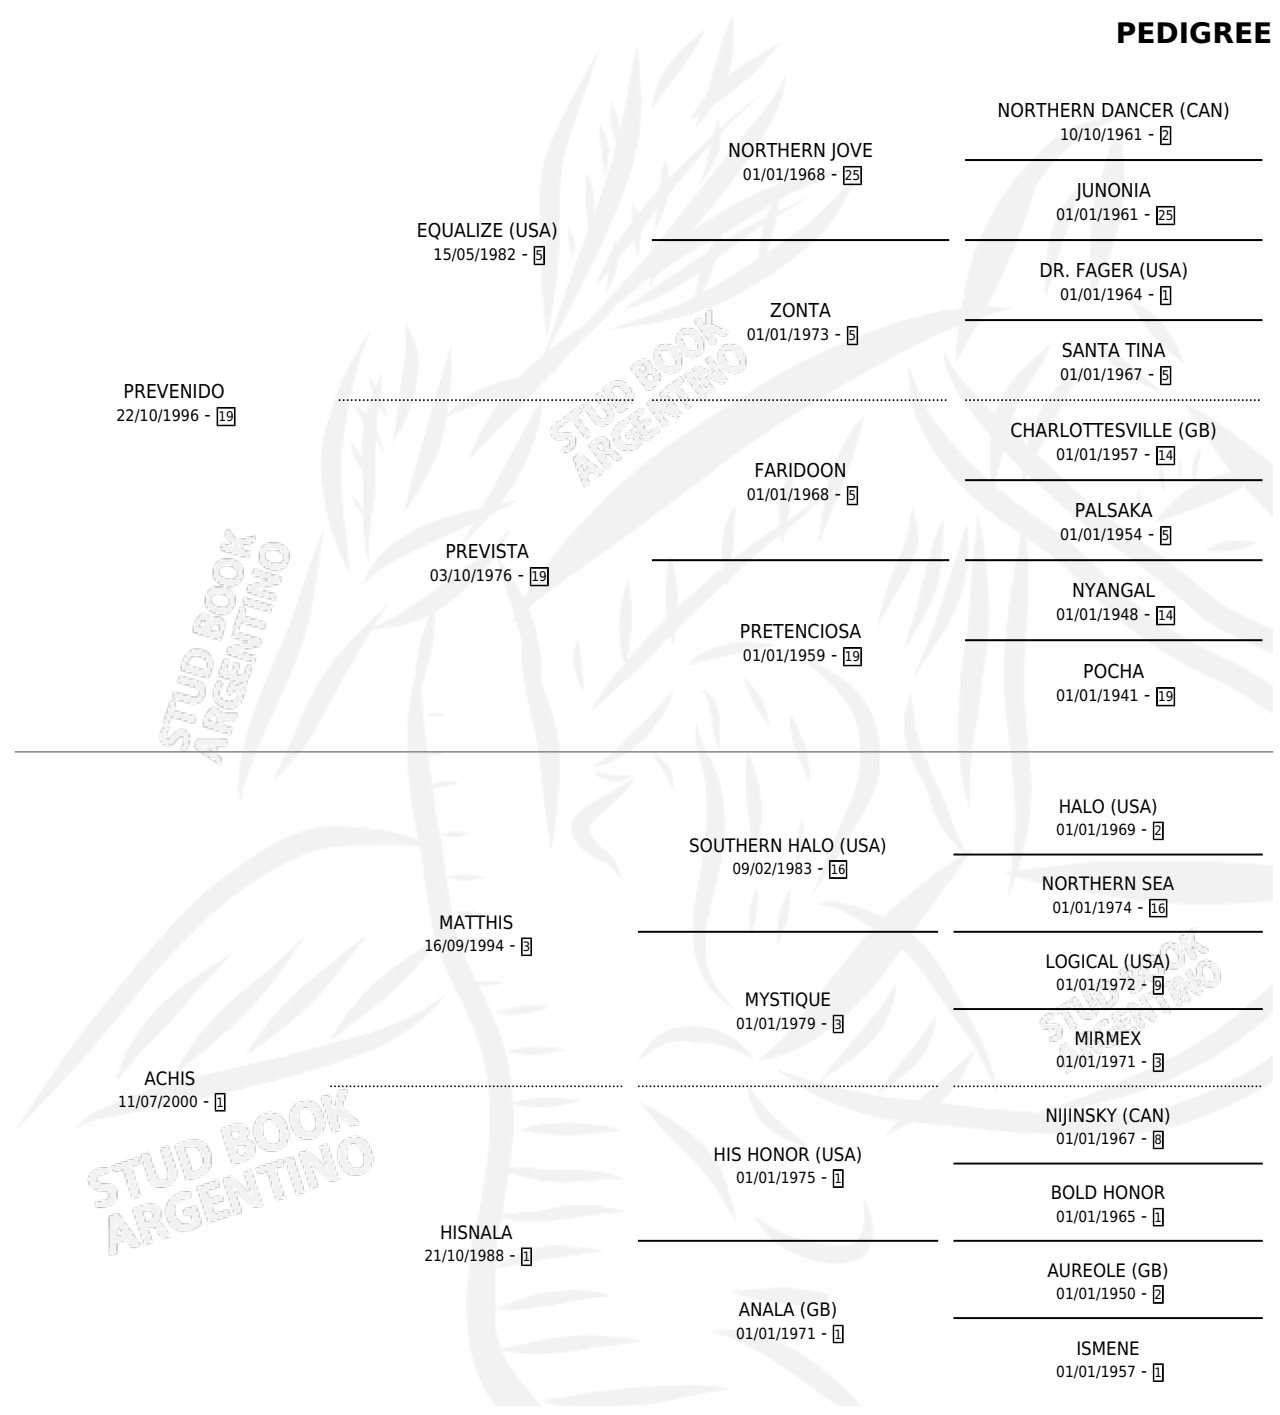 PEDIGREE
NORTHERN DANCER (CAN)
10/10/1961 - 2
NORTHERN JOVE
01/01/1968 - 25
JUNONIA
01/01/1961 - 25
EQUALIZE (USA)
15/05/1982 - 5
DR. FAGER (USA)
01/01/1964 - 1
ZONTA
01/01/1973 - 5
SANTA TINA
01/01/1967 - 5
PREVENIDO
22/10/1996 - 19
CHARLOTTESVILLE (GB)
01/01/1957 - 14
FARIDOON
01/01/1968 - 5
PALSAKA
01/01/1954 - 5
PREVISTA
03/10/1976 - 19
NYANGAL
01/01/1948 - 14
PRETENCIOSA
01/01/1959 - 19
POCHA
01/01/1941 - 19
HALO (USA)
01/01/1969 - 2
SOUTHERN HALO (USA)
09/02/1983 - 16
NORTHERN SEA
01/01/1974 - 16
MATTHIS
16/09/1994 - 3
LOGICAL (USA)
01/01/1972 - 9
MYSTIQUE
01/01/1979 - 3
MIRMEX
01/01/1971 - 3
ACHIS
11/07/2000 - 1
NIJINSKY (CAN)
01/01/1967 - 8
HIS HONOR (USA)
01/01/1975 - 1
BOLD HONOR
01/01/1965 - 1
HISNALA
21/10/1988 - 1
AUREOLE (GB)
01/01/1950 - 2
ANALA (GB)
01/01/1971 - 1
ISMENE
01/01/1957 - 1
STUD BOOK
ARGENTINO
STUD BOOK
ARGENTINO
STUD BOOK
ARGENTINO
STUD BOOK
ARGENTINO